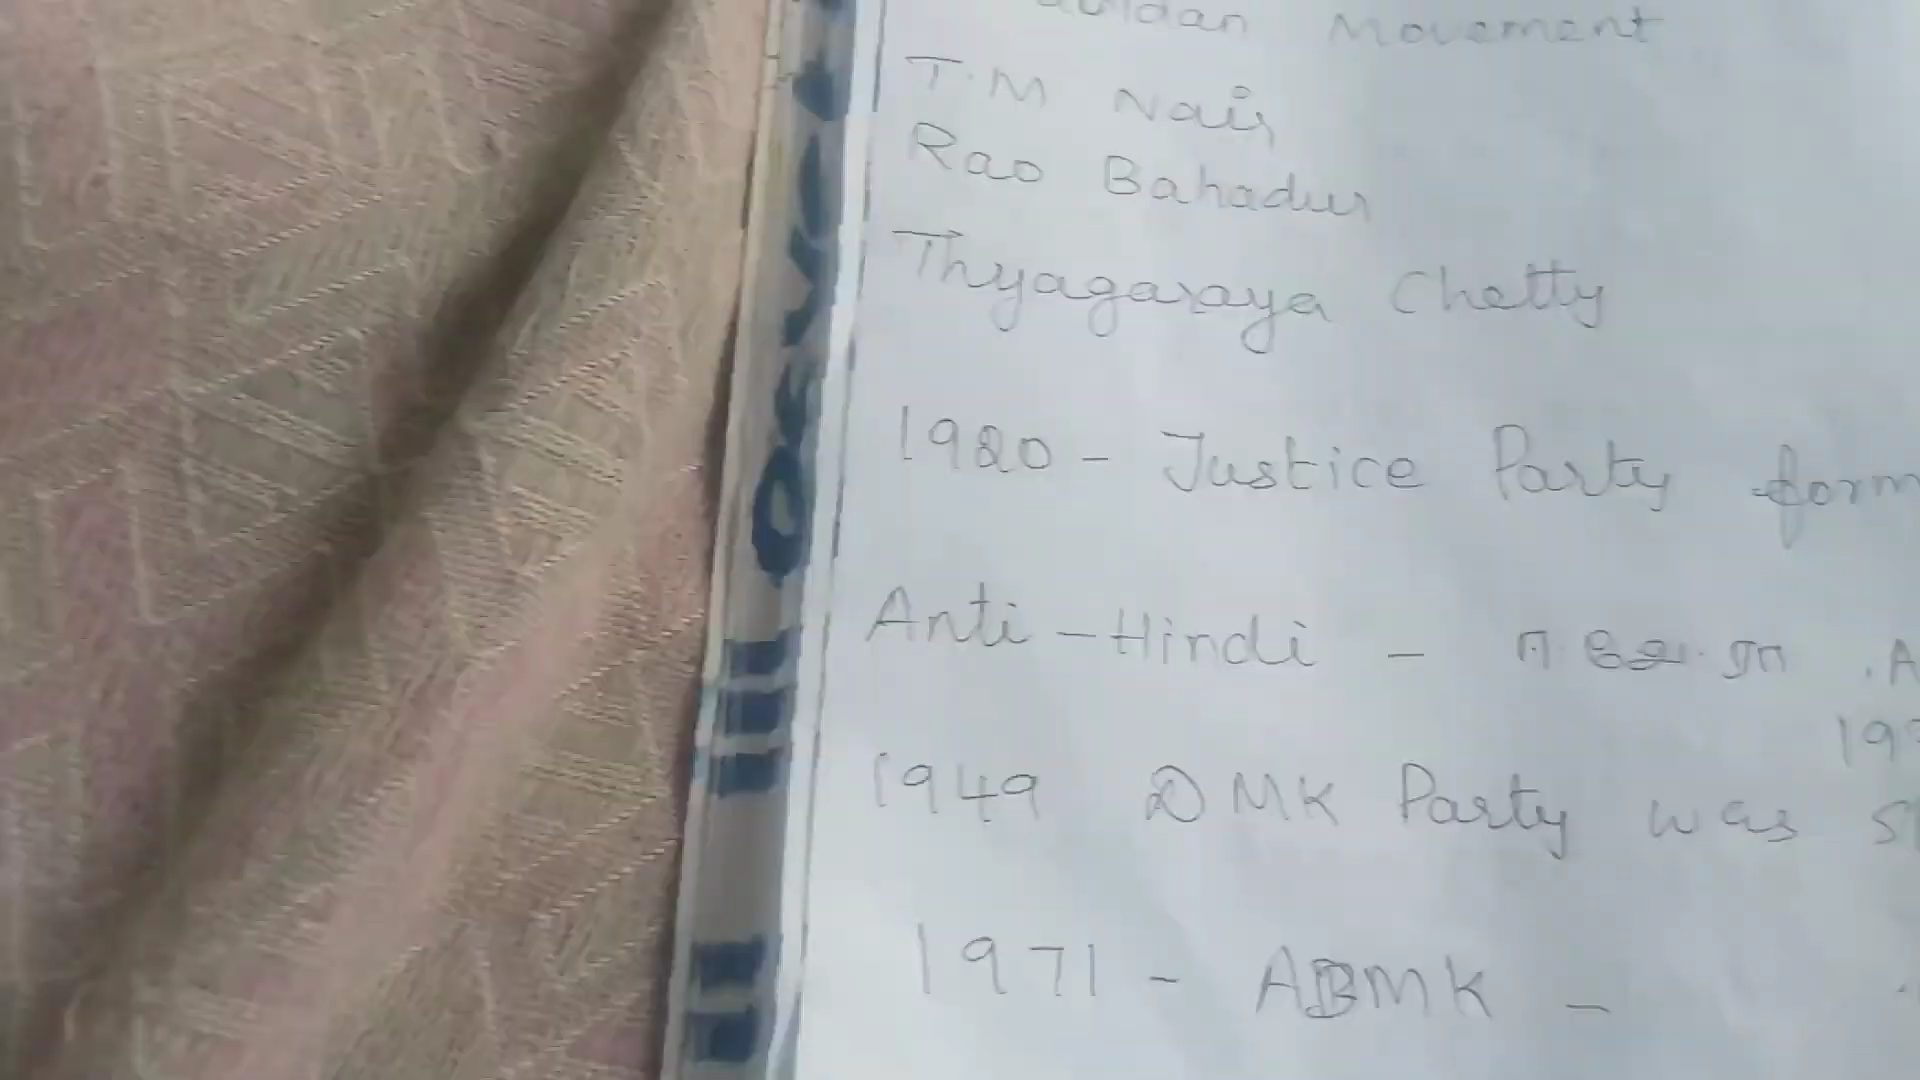 Movement
T.M Nair
Rao Bahadur
Thyagaraya Chetty
1920 - Justice Party form
Anti-Hindi -
1949 DMK Party was
1971 - ADMK -